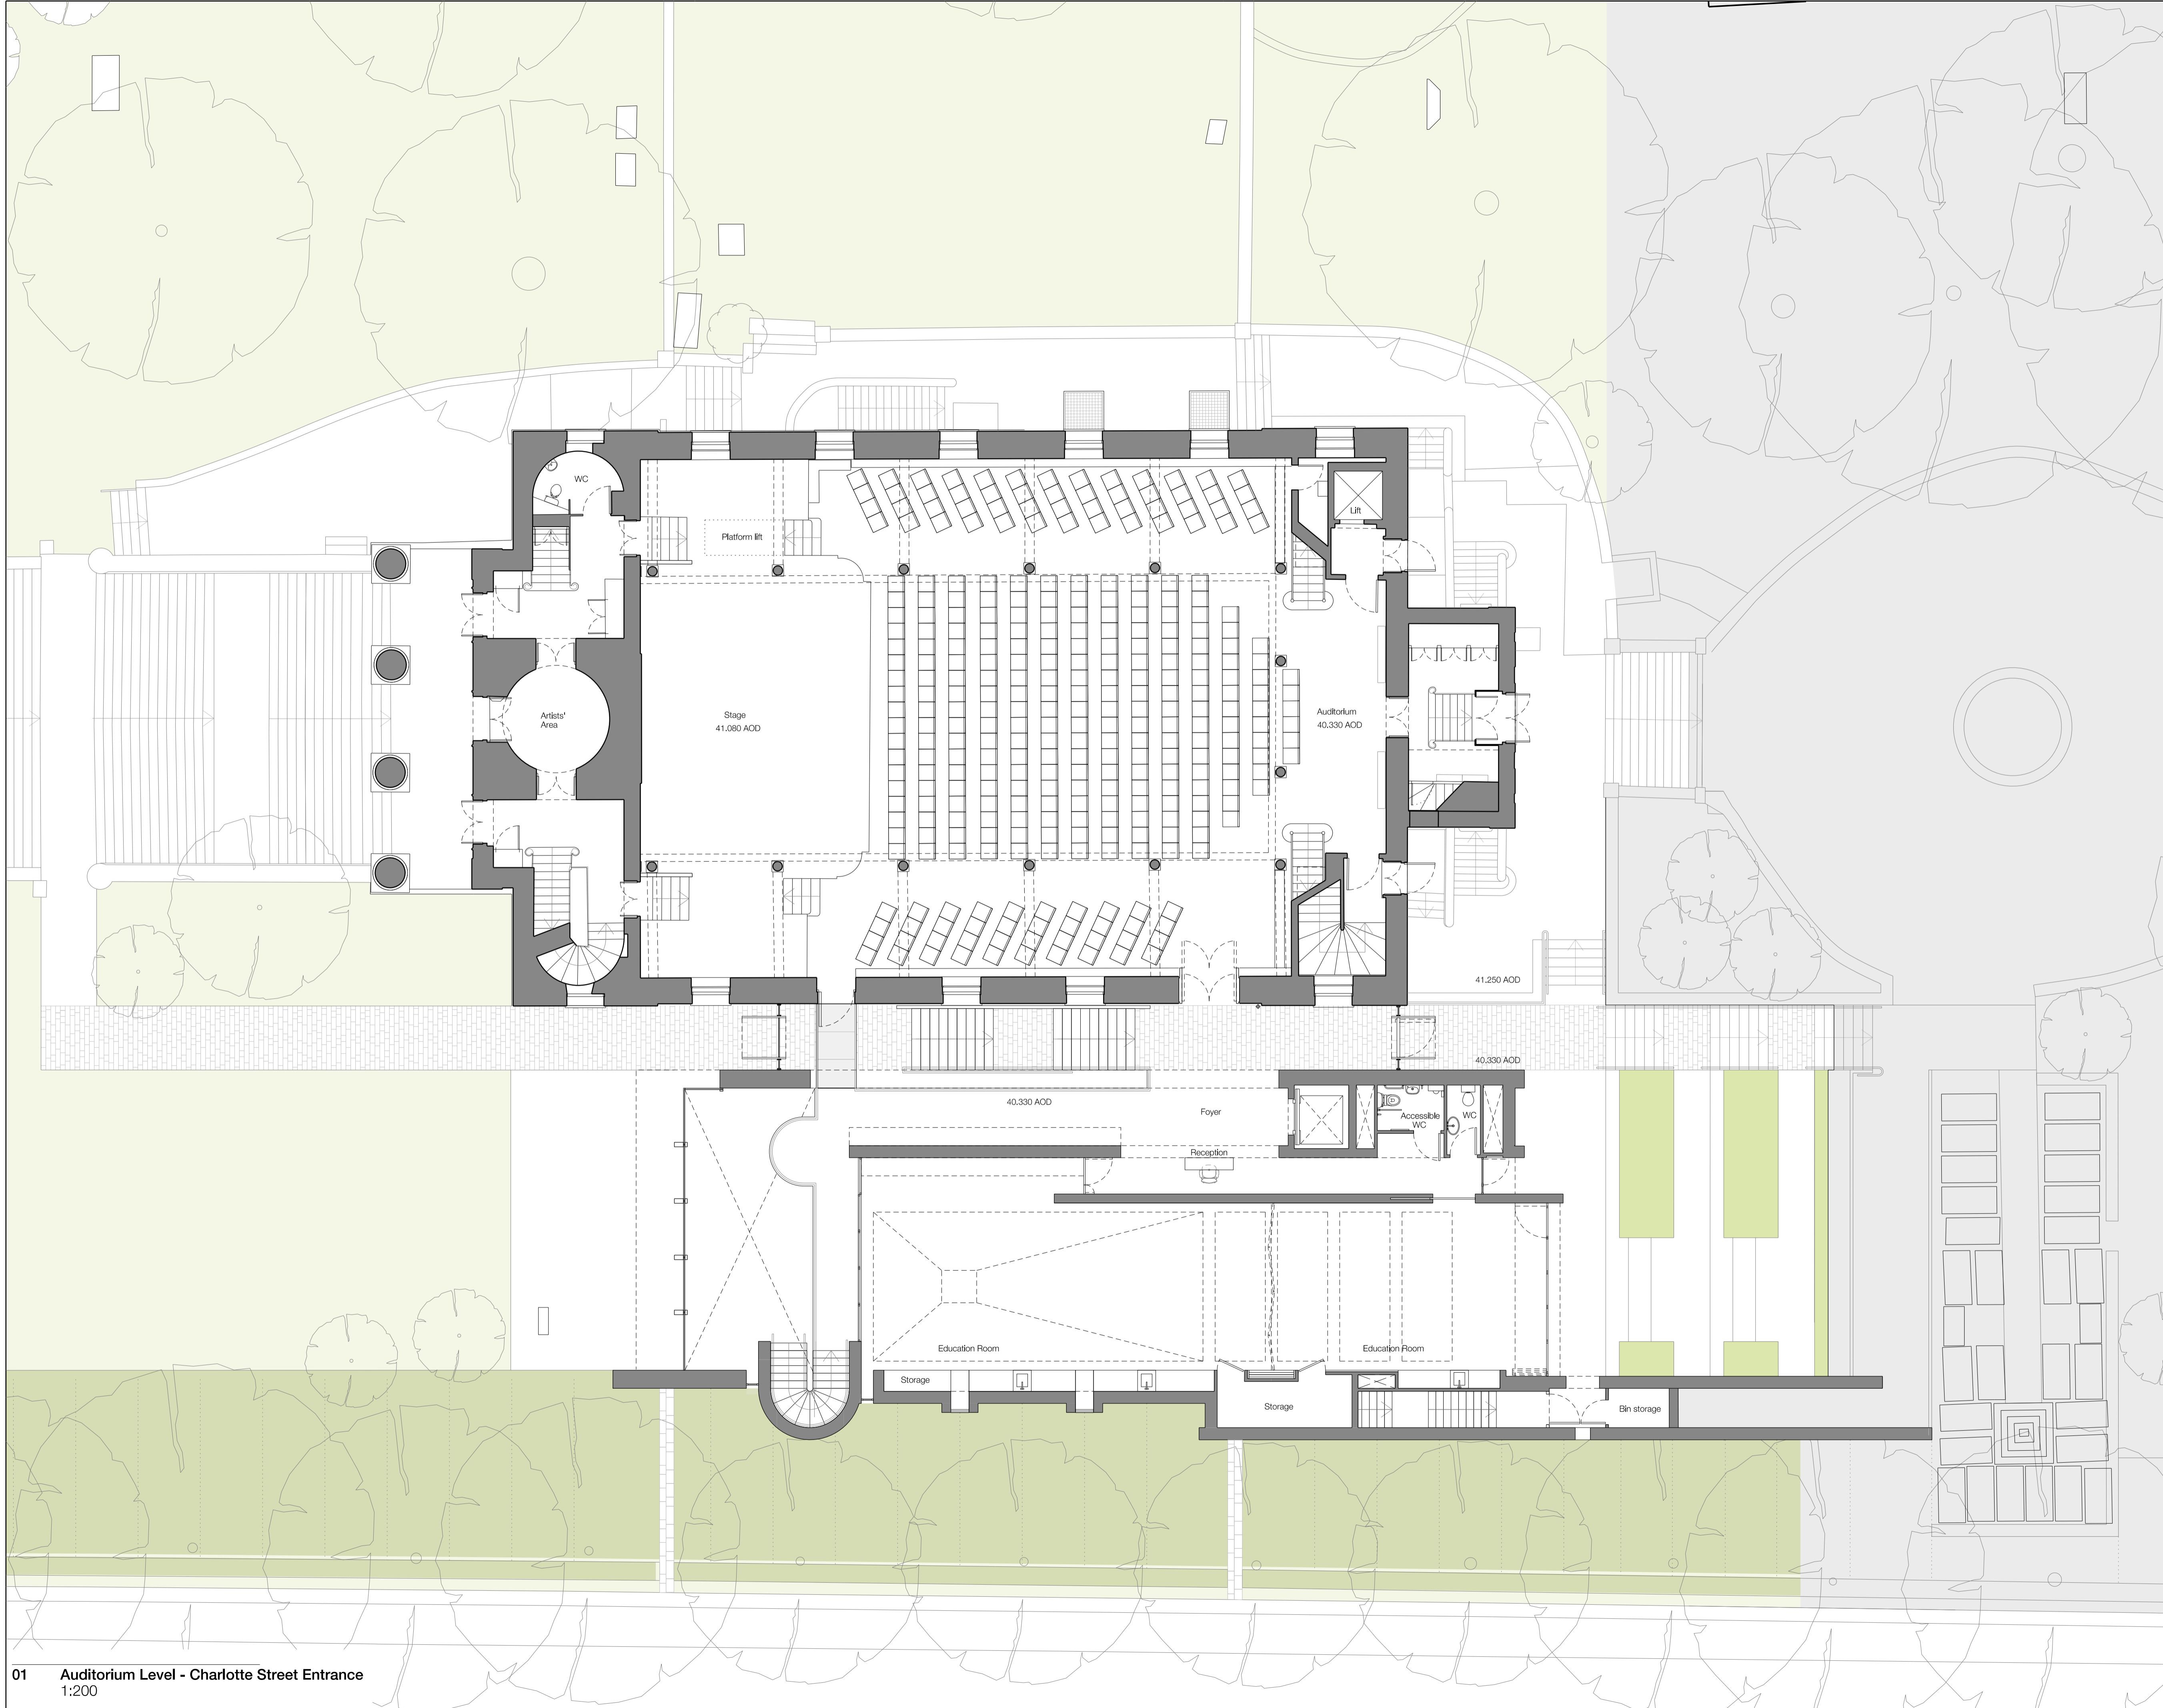 WC
Lift
Platform lift
Artists'
Area
Stage
41.080 AOD
Auditorium
40.330 AOD
41.250 AOD
40.330 AOD
40.330 AOD
Foyer
Accessible
WC
WC
Reception
Education Room
Education Room
Storage
Storage
Bin storage
01 Auditorium Level - Charlotte Street Entrance
1:200